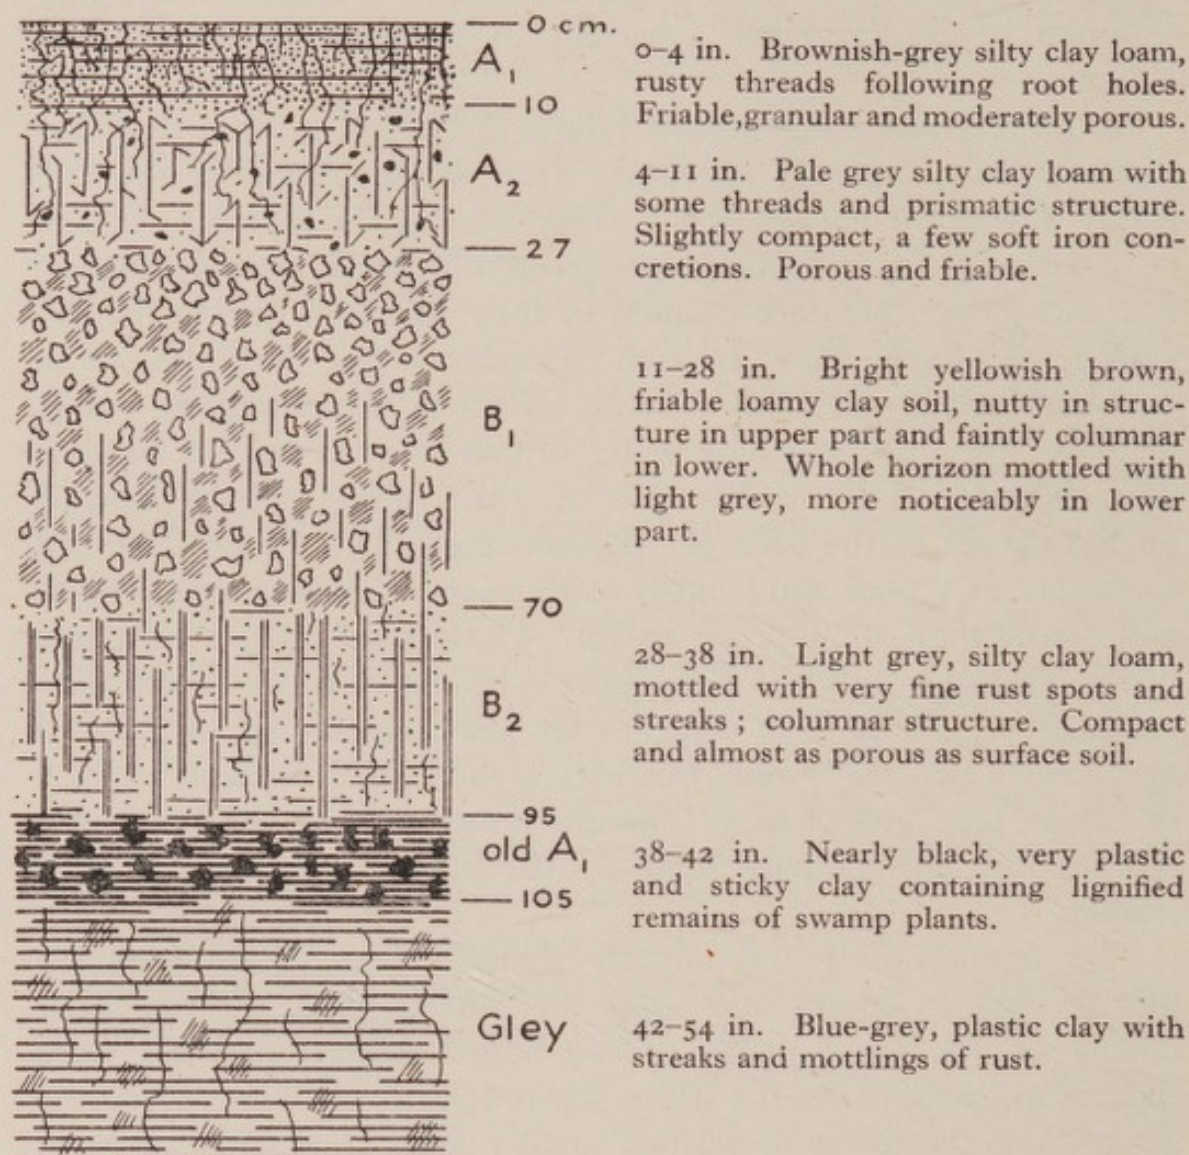 0 cm.
A1
0–4 in. Brownish-grey silty clay loam,
rusty threads following root holes.
Friable,granular and moderately porous.
10
A2
4–11 in. Pale grey silty clay loam with
some threads and prismatic structure.
Slightly compact, a few soft iron con-
cretions. Porous and friable.
27
B1
11–28 in. Bright yellowish brown,
friable loamy clay soil, nutty in struc-
ture in upper part and faintly columnar
in lower. Whole horizon mottled with
light grey, more noticeably in lower
part.
70
B2
28–38 in. Light grey, silty clay loam,
mottled with very fine rust spots and
streaks ; columnar structure. Compact
and almost as porous as surface soil.
95
old A1
38–42 in. Nearly black, very plastic
and sticky clay containing lignified
remains of swamp plants.
105
Gley
42–54 in. Blue-grey, plastic clay with
streaks and mottlings of rust.